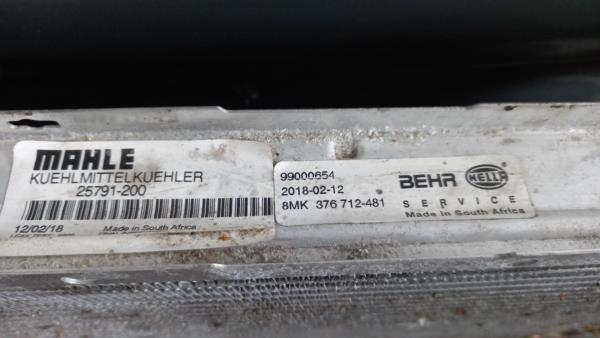 MAHLE
KUEHLMITTELKUEHLER
25791-200
12/02/18 Made in South Africa
99000654
2018-02-12
8MK 376 712-481
BEHR HELLA
SERVICE
Made in South Africa